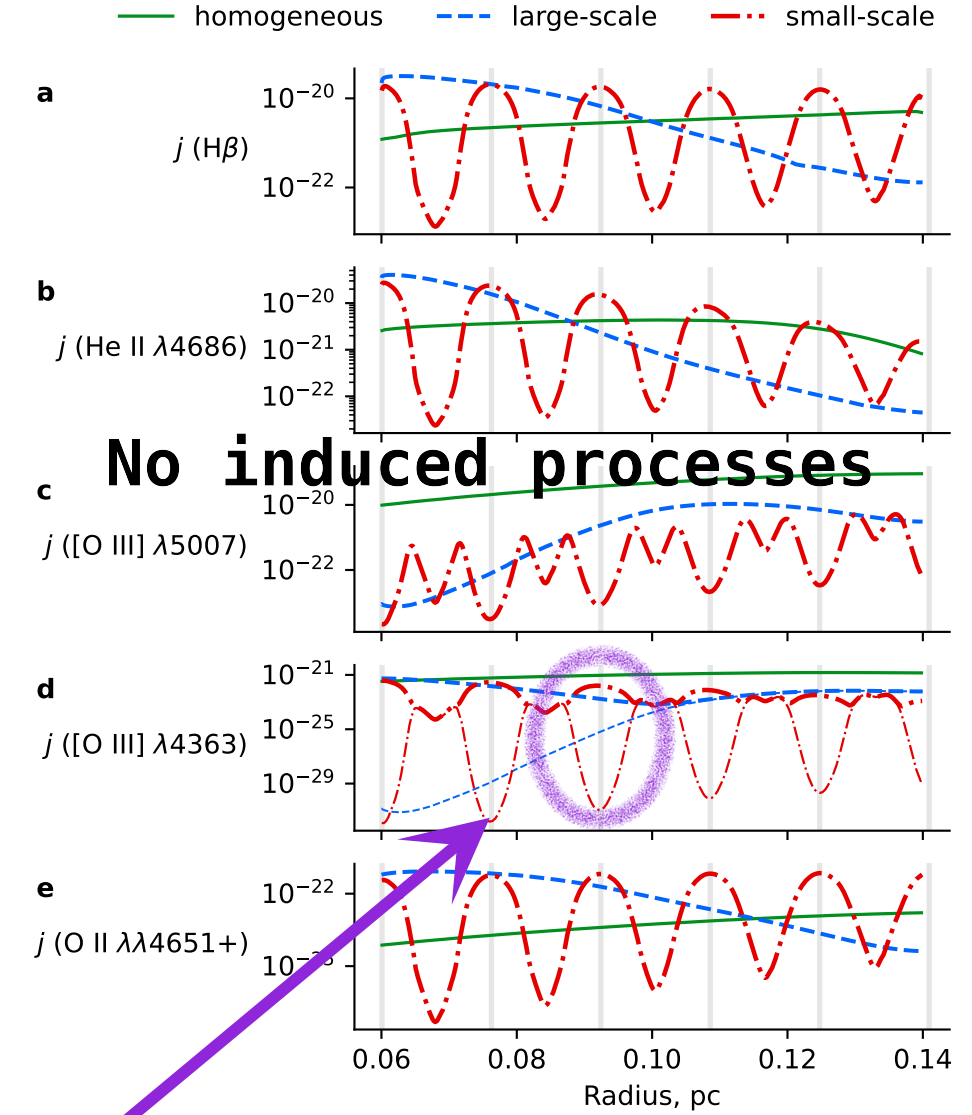 homogeneous large-scale small-scale
a
j (Hβ)
10⁻²⁰
10⁻²²
b
j (He II λ4686)
10⁻²⁰
10⁻²¹
10⁻²²
No induced processes
c
j ([O III] λ5007)
10⁻²⁰
10⁻²²
d
j ([O III] λ4363)
10⁻²¹
10⁻²⁵
10⁻²⁹
e
j (O II λλ4651+)
10⁻²²
0.06 0.08 0.10 0.12 0.14
Radius, pc